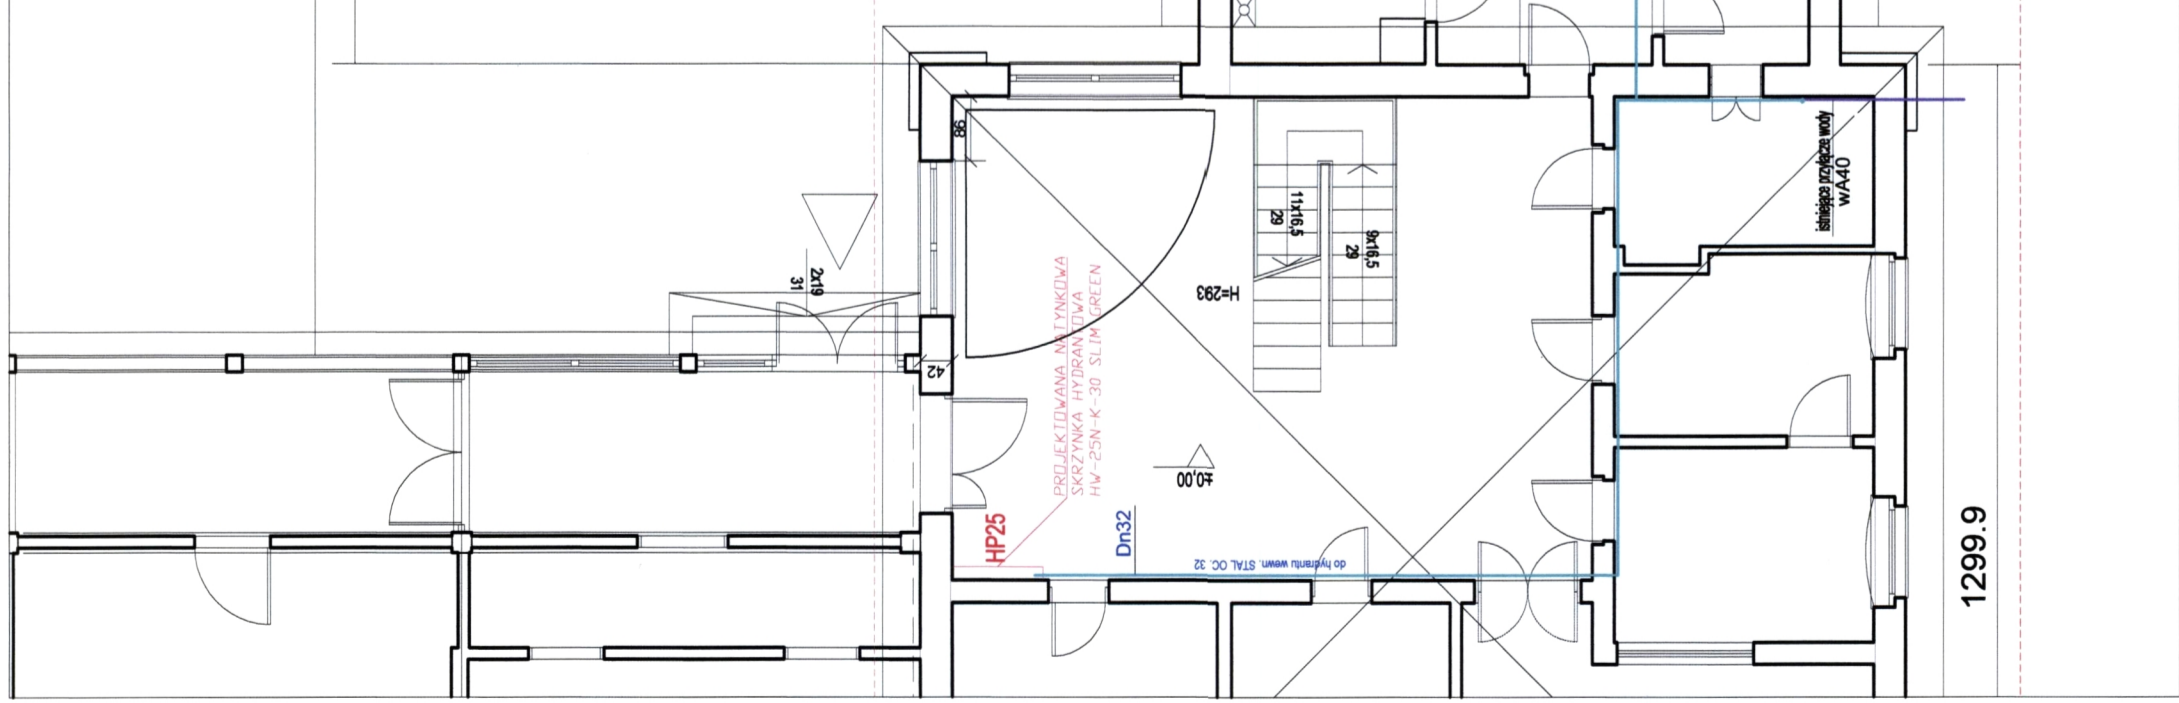 86
2x19
31
42
PROJEKTOWANA NATYNKOWA
SKRZYNKA HYDRANTOWA
HW-25N-K-30 SLIM GREEN
HP25
Dn32
do hydrantu wewn. STAL OC. 32
±0,00
H=293
11x16,5
29
9x16,5
29
istniejące przyłącze wody
wA40
1299.9